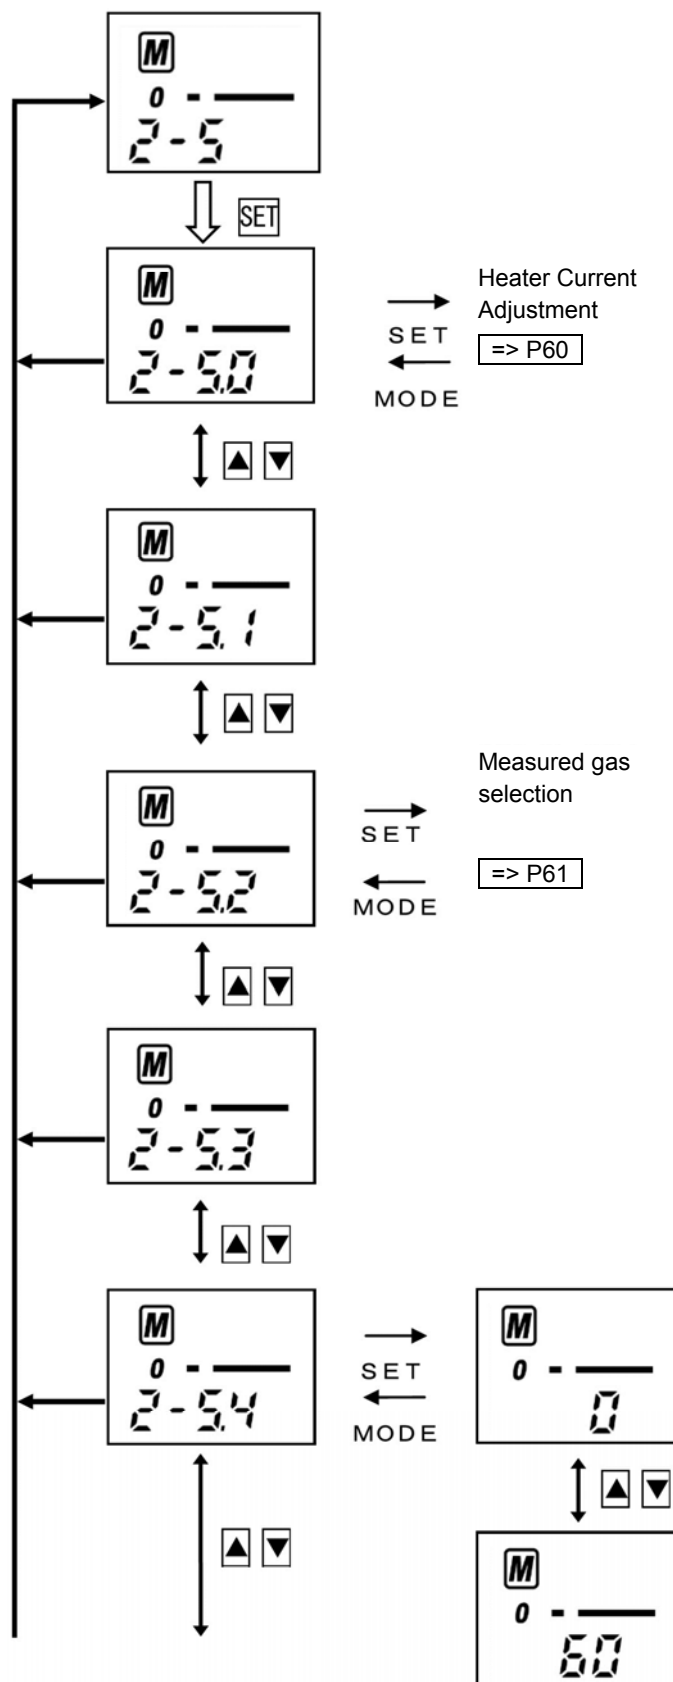 M
0
2-5
SET
M
0
2-5.0
SET
MODE
Heater Current
Adjustment
=> P60
▲ ▼
M
0
2-5.1
▲ ▼
M
0
2-5.2
SET
MODE
Measured gas
selection
=> P61
▲ ▼
M
0
2-5.3
▲ ▼
M
0
2-5.4
SET
MODE
M
0
0
▲ ▼
▲ ▼
M
0
60